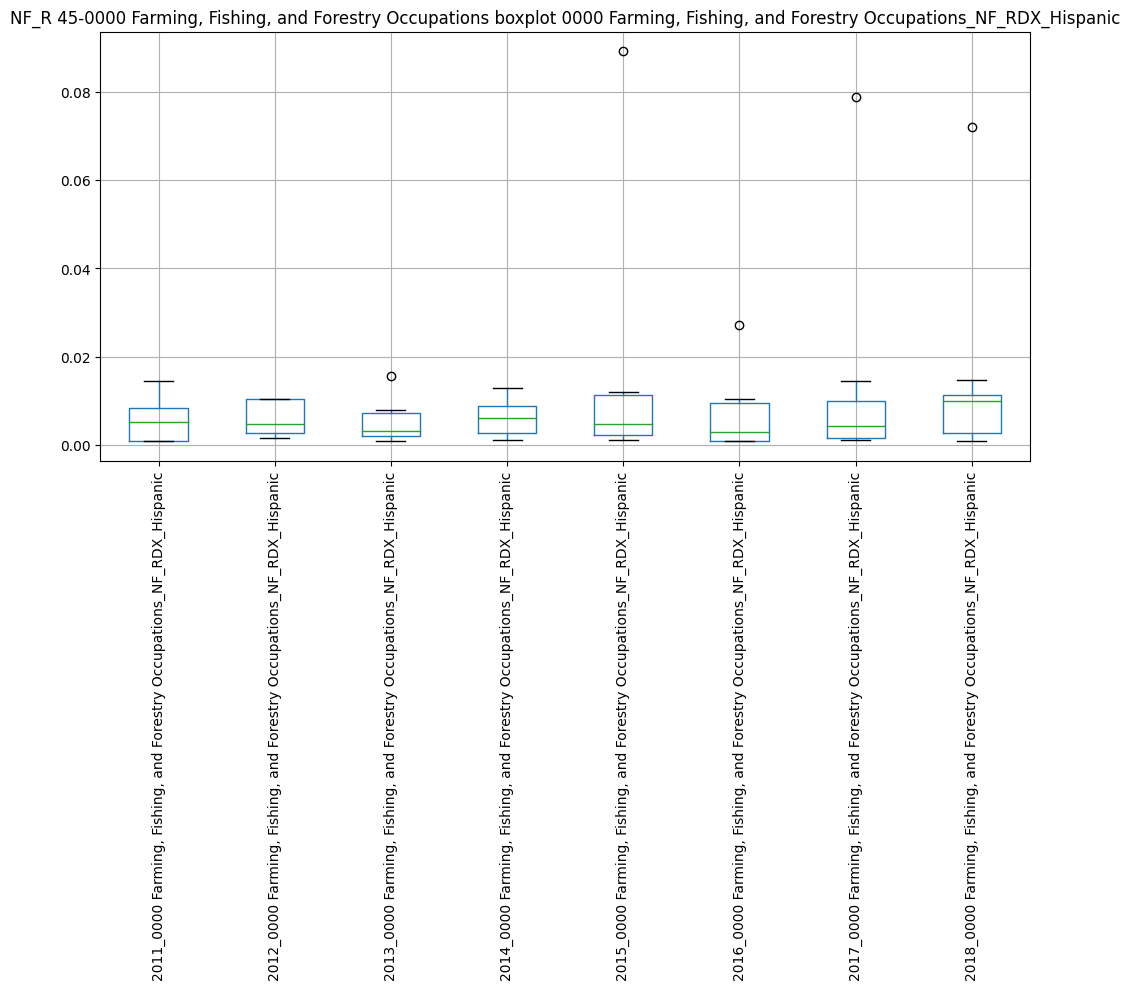 NF_R 45-0000 Farming, Fishing, and Forestry Occupations boxplot 0000 Farming, Fishing, and Forestry Occupations_NF_RDX_Hispanic
0.08
0.06
0.04
0.02
0.00
2011_0000 Farming, Fishing, and Forestry Occupations_NF_RDX_Hispanic
2012_0000 Farming, Fishing, and Forestry Occupations_NF_RDX_Hispanic
2013_0000 Farming, Fishing, and Forestry Occupations_NF_RDX_Hispanic
2014_0000 Farming, Fishing, and Forestry Occupations_NF_RDX_Hispanic
2015_0000 Farming, Fishing, and Forestry Occupations_NF_RDX_Hispanic
2016_0000 Farming, Fishing, and Forestry Occupations_NF_RDX_Hispanic
2017_0000 Farming, Fishing, and Forestry Occupations_NF_RDX_Hispanic
2018_0000 Farming, Fishing, and Forestry Occupations_NF_RDX_Hispanic